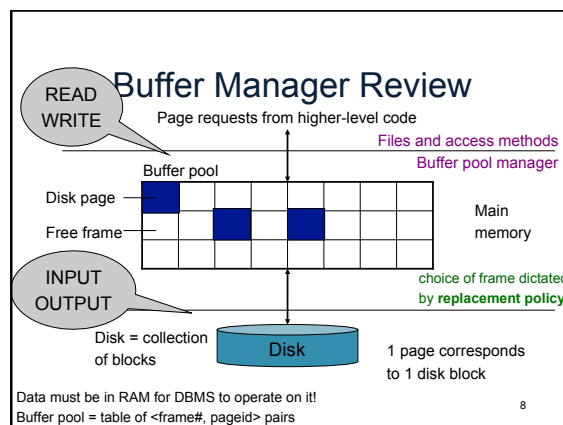 Buffer Manager Review
READ
WRITE
Page requests from higher-level code
Files and access methods
Buffer pool manager
Buffer pool
Disk page
Free frame
Main
memory
INPUT
OUTPUT
choice of frame dictated
by replacement policy
Disk = collection
of blocks
Disk
1 page corresponds
to 1 disk block
Data must be in RAM for DBMS to operate on it!
Buffer pool = table of <frame#, pageid> pairs
8